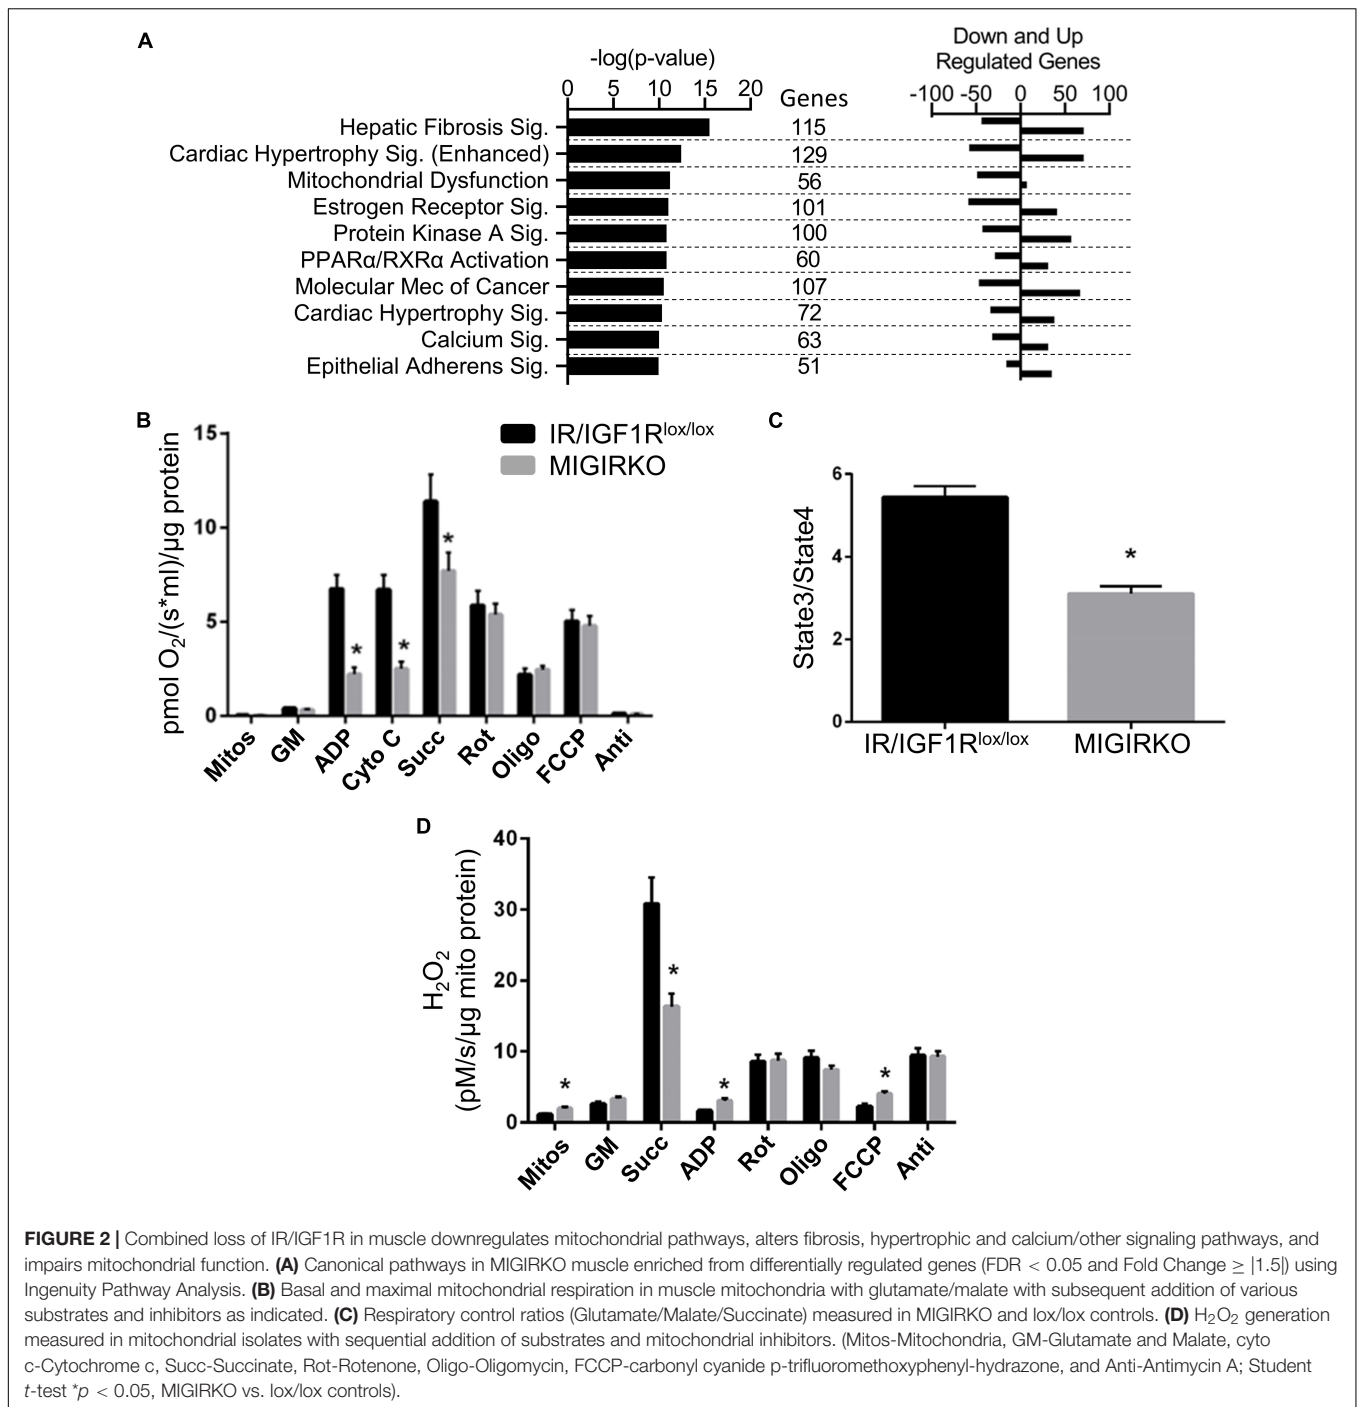 A
-log(p-value)
0 5 10 15 20
Genes
Down and Up
Regulated Genes
-100 -50 0 50 100
Hepatic Fibrosis Sig. 115
Cardiac Hypertrophy Sig. (Enhanced) 129
Mitochondrial Dysfunction 56
Estrogen Receptor Sig. 101
Protein Kinase A Sig. 100
PPARα/RXRα Activation 60
Molecular Mec of Cancer 107
Cardiac Hypertrophy Sig. 72
Calcium Sig. 63
Epithelial Adherens Sig. 51
B
pmol O₂/(s*ml)/µg protein
15
10
5
0
IR/IGF1Rlox/lox
MIGIRKO
*
*
*
Mitos GM ADP Cyto C Succ Rot Oligo FCCP Anti
C
State3/State4
6
4
2
0
*
IR/IGF1Rlox/lox MIGIRKO
D
H₂O₂
(pM/s/µg mito protein)
40
30
20
10
0
*
*
*
*
Mitos GM Succ ADP Rot Oligo FCCP Anti
FIGURE 2 | Combined loss of IR/IGF1R in muscle downregulates mitochondrial pathways, alters fibrosis, hypertrophic and calcium/other signaling pathways, and
impairs mitochondrial function. (A) Canonical pathways in MIGIRKO muscle enriched from differentially regulated genes (FDR < 0.05 and Fold Change ≥ |1.5|) using
Ingenuity Pathway Analysis. (B) Basal and maximal mitochondrial respiration in muscle mitochondria with glutamate/malate with subsequent addition of various
substrates and inhibitors as indicated. (C) Respiratory control ratios (Glutamate/Malate/Succinate) measured in MIGIRKO and lox/lox controls. (D) H₂O₂ generation
measured in mitochondrial isolates with sequential addition of substrates and mitochondrial inhibitors. (Mitos-Mitochondria, GM-Glutamate and Malate, cyto
c-Cytochrome c, Succ-Succinate, Rot-Rotenone, Oligo-Oligomycin, FCCP-carbonyl cyanide p-trifluoromethoxyphenyl-hydrazone, and Anti-Antimycin A; Student
t-test *p < 0.05, MIGIRKO vs. lox/lox controls).